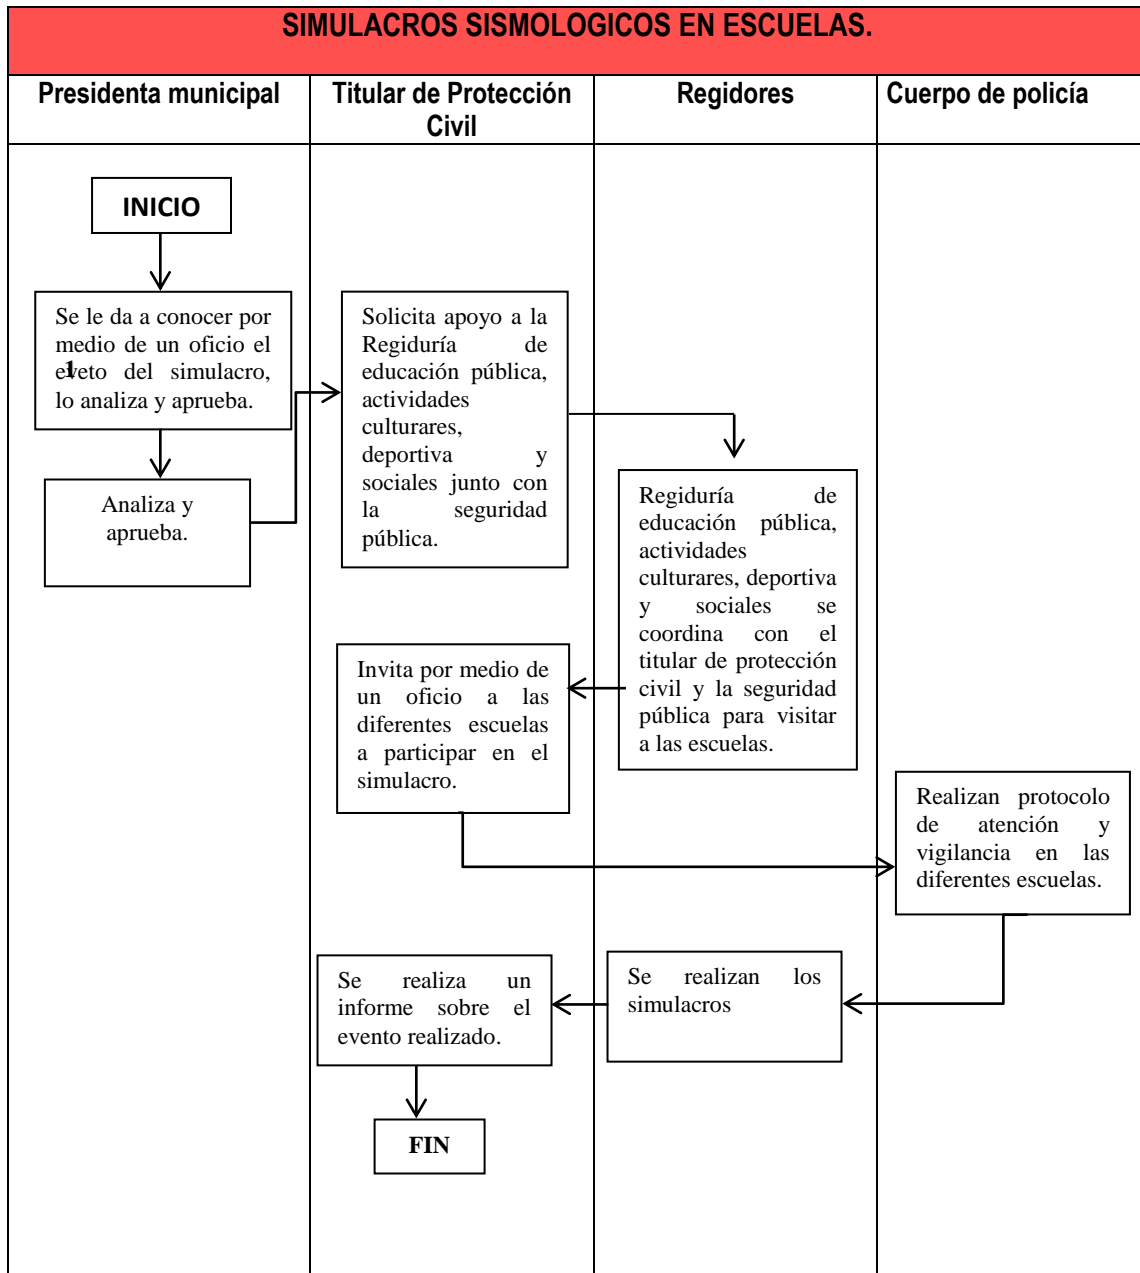 SIMULACROS SISMOLOGICOS EN ESCUELAS.
Presidenta municipal
Titular de Protección
Civil
Regidores
Cuerpo de policía
INICIO
Se le da a conocer por
medio de un oficio el
eveto del simulacro,
lo analiza y aprueba.
1
Analiza y
aprueba.
Solicita apoyo a la
Regiduría de
educación pública,
actividades
culturares,
deportiva y
sociales junto con
la seguridad
pública.
Regiduría de
educación pública,
actividades
culturares, deportiva
y sociales se
coordina con el
titular de protección
civil y la seguridad
pública para visitar
a las escuelas.
Invita por medio de
un oficio a las
diferentes escuelas
a participar en el
simulacro.
Realizan protocolo
de atención y
vigilancia en las
diferentes escuelas.
Se realizan los
simulacros
Se realiza un
informe sobre el
evento realizado.
FIN